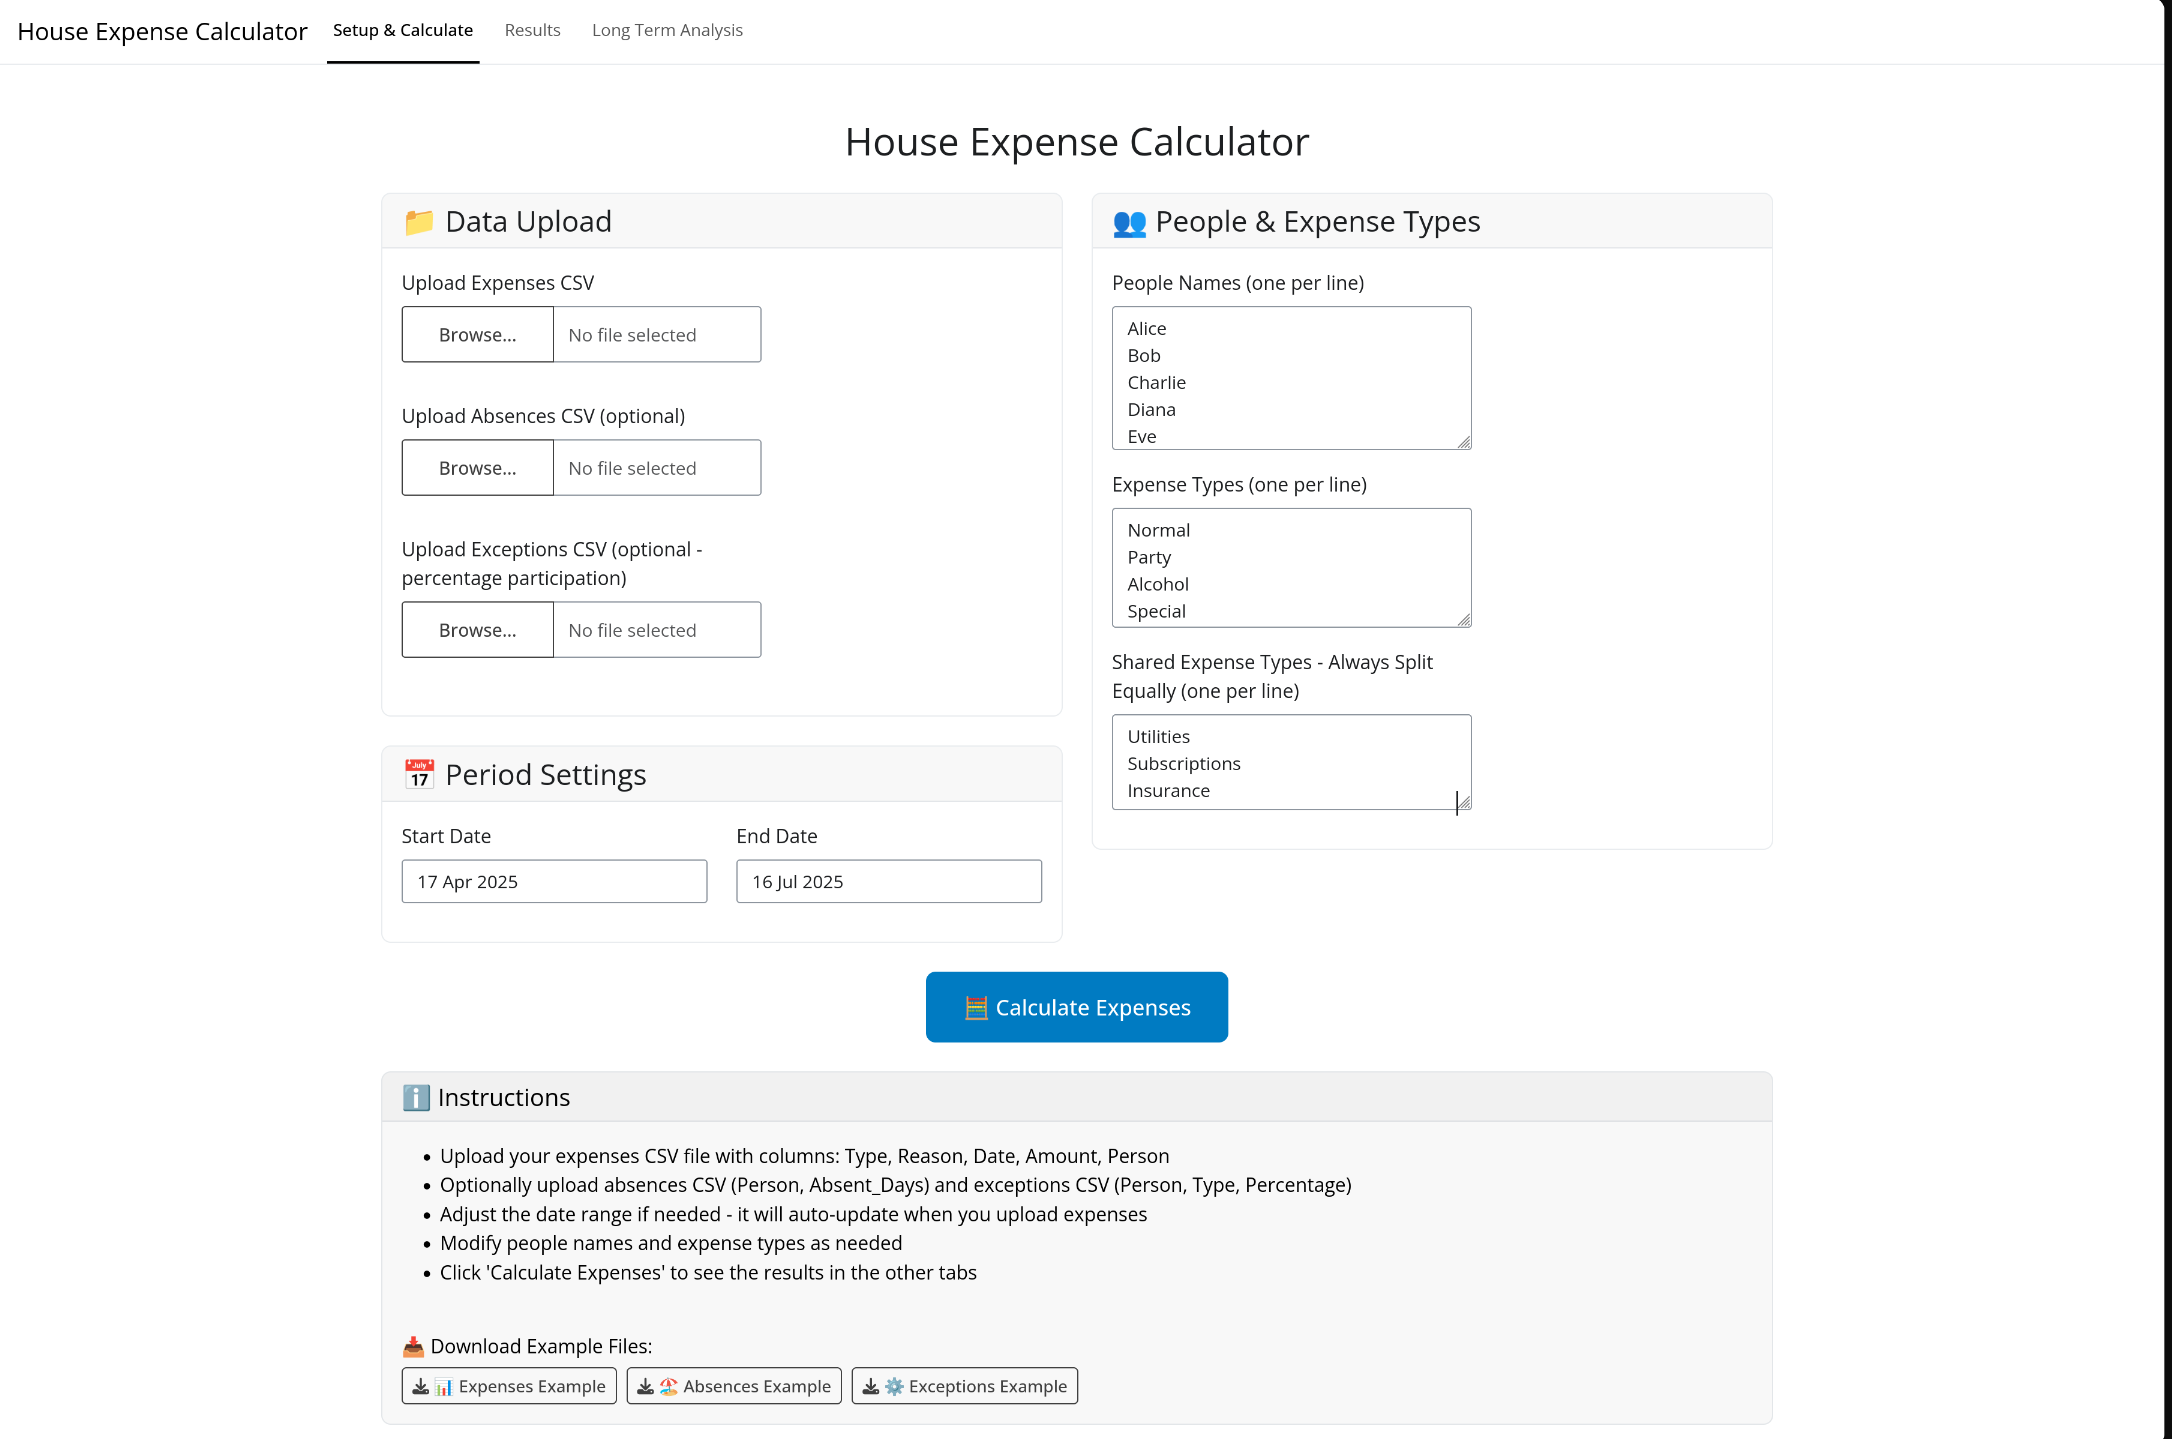 House Expense Calculator
Setup & Calculate
Results
Long Term Analysis
House Expense Calculator
Data Upload
Upload Expenses CSV
Browse...
No file selected
Upload Absences CSV (optional)
Browse...
No file selected
Upload Exceptions CSV (optional -
percentage participation)
Browse...
No file selected
July
17
Period Settings
Start Date
17 Apr 2025
End Date
16 Jul 2025
People & Expense Types
People Names (one per line)
Alice
Bob
Charlie
Diana
Eve
Expense Types (one per line)
Normal
Party
Alcohol
Special
Shared Expense Types - Always Split
Equally (one per line)
Utilities
Subscriptions
Insurance
Calculate Expenses
Instructions
• Upload your expenses CSV file with columns: Type, Reason, Date, Amount, Person
• Optionally upload absences CSV (Person, Absent_Days) and exceptions CSV (Person, Type, Percentage)
• Adjust the date range if needed - it will auto-update when you upload expenses
• Modify people names and expense types as needed
• Click 'Calculate Expenses' to see the results in the other tabs
Download Example Files:
Expenses Example
Absences Example
Exceptions Example